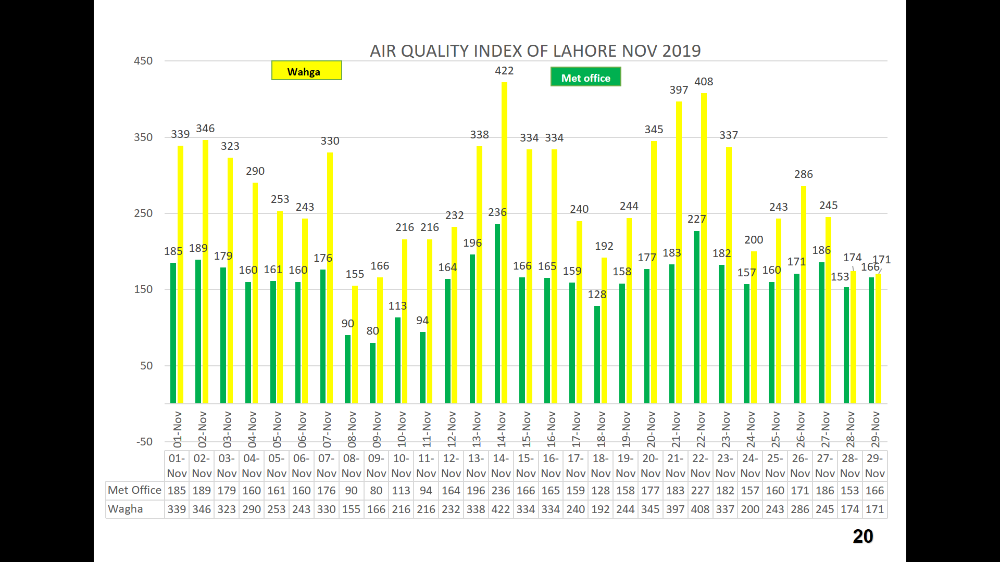 AIR QUALITY INDEX OF LAHORE NOV 2019
Wahga
Met office
450
350
250
150
50
-50
339 346 323 290 253 243 330 155 166 216 216 232 338 422 334 334 240 192 244 345 397 408 337 200 243 286 245 174 171
185 189 179 160 161 160 176 90 80 113 94 164 196 236 166 165 159 128 158 177 183 227 182 157 160 171 186 153 166
01-Nov 02-Nov 03-Nov 04-Nov 05-Nov 06-Nov 07-Nov 08-Nov 09-Nov 10-Nov 11-Nov 12-Nov 13-Nov 14-Nov 15-Nov 16-Nov 17-Nov 18-Nov 19-Nov 20-Nov 21-Nov 22-Nov 23-Nov 24-Nov 25-Nov 26-Nov 27-Nov 28-Nov 29-Nov
01- 02- 03- 04- 05- 06- 07- 08- 09- 10- 11- 12- 13- 14- 15- 16- 17- 18- 19- 20- 21- 22- 23- 24- 25- 26- 27- 28- 29-
Nov Nov Nov Nov Nov Nov Nov Nov Nov Nov Nov Nov Nov Nov Nov Nov Nov Nov Nov Nov Nov Nov Nov Nov Nov Nov Nov Nov Nov
Met Office 185 189 179 160 161 160 176 90 80 113 94 164 196 236 166 165 159 128 158 177 183 227 182 157 160 171 186 153 166
Wagha 339 346 323 290 253 243 330 155 166 216 216 232 338 422 334 334 240 192 244 345 397 408 337 200 243 286 245 174 171
20